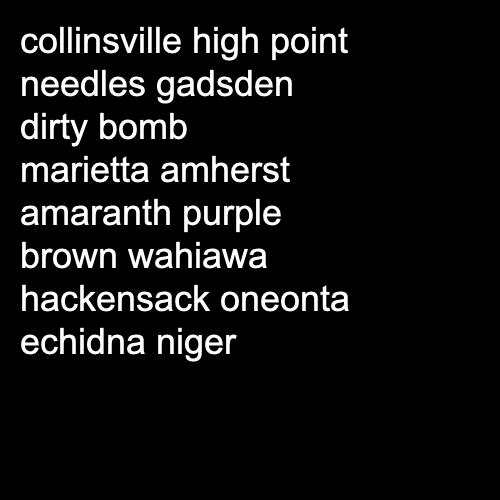 collinsville high point
needles gadsden
dirty bomb
marietta amherst
amaranth purple
brown wahiawa
hackensack oneonta
echidna niger